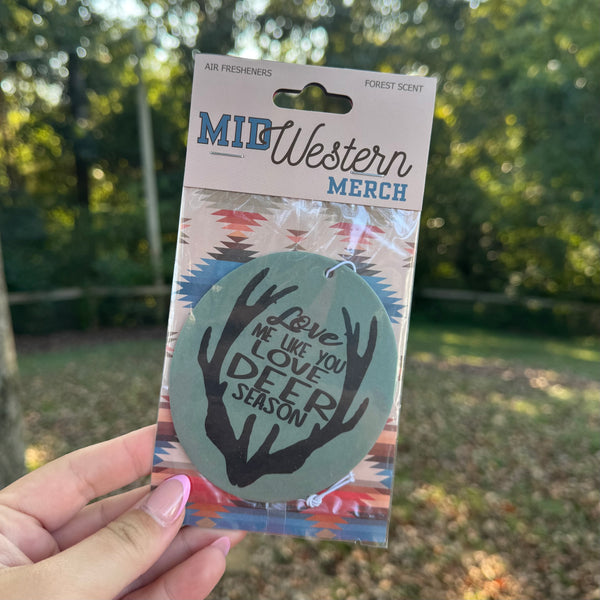 AIR FRESHENERS
FOREST SCENT
MID Western
MERCH
Love
ME LIKE YOU
LOVE
DEER
SEASON